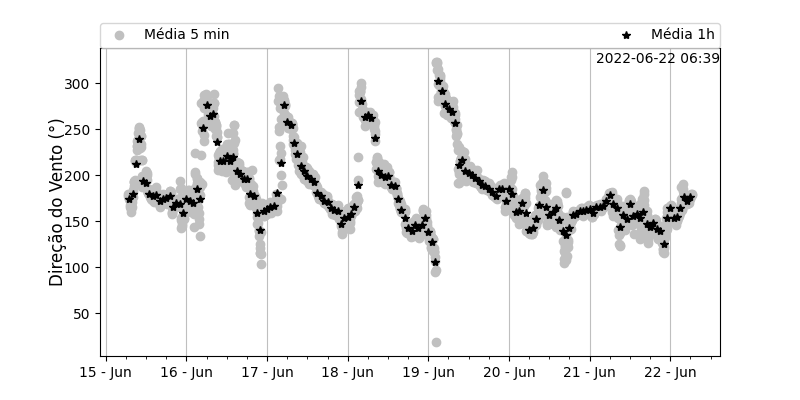 Média 5 min
Média 1h
2022-06-22 06:39
Direção do Vento (°)
300
250
200
150
100
50
15 - Jun
16 - Jun
17 - Jun
18 - Jun
19 - Jun
20 - Jun
21 - Jun
22 - Jun